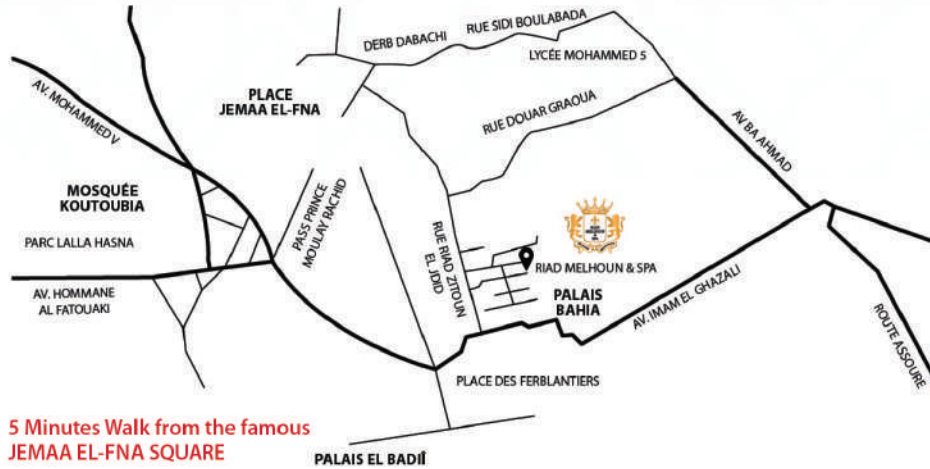 DERB DABACHI
RUE SIDI BOULABADA
LYCÉE MOHAMMED 5
AV. MOHAMMED V
PLACE
JEMAA EL-FNA
RUE DOUAR GRAOUA
AV BA AHMAD
MOSQUÉE
KOUTOUBIA
PASS PRINCE
MOULAY RACHID
PARC LALLA HASNA
RUE RIAD ZITOUN
EL JDID
RIAD MELHOUN & SPA
AV. HOMMANE
AL FATOUAKI
PALAIS
BAHIA
AV. IMAM EL GHAZALI
ROUTE ASSOURE
PLACE DES FERBLANTIERS
5 Minutes Walk from the famous
JEMAA EL-FNA SQUARE
PALAIS EL BADIÎ